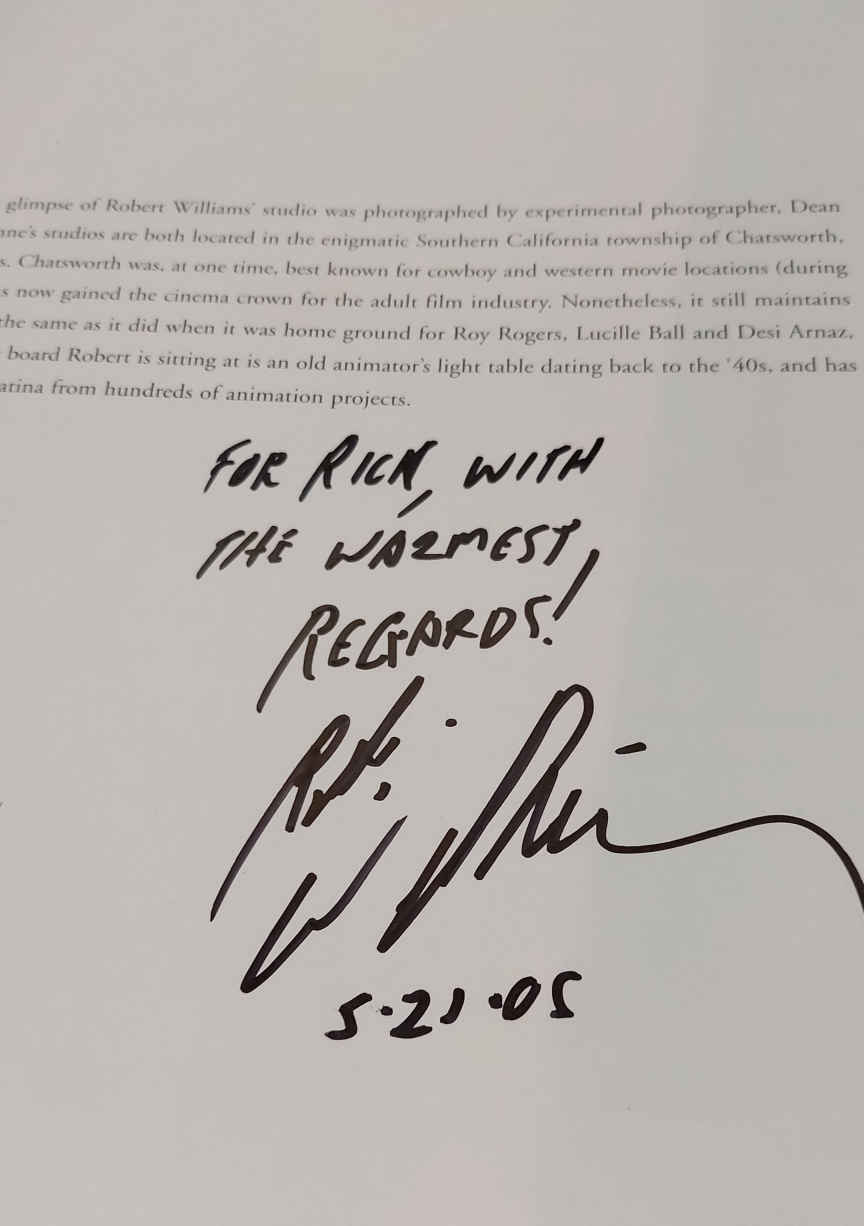 glimpse of Robert Williams' studio was photographed by experimental photographer, Dean
ne's studios are both located in the enigmatic Southern California township of Chatsworth,
s. Chatsworth was, at one time, best known for cowboy and western movie locations (during
s now gained the cinema crown for the adult film industry. Nonetheless, it still maintains
the same as it did when it was home ground for Roy Rogers, Lucille Ball and Desi Arnaz,
board Robert is sitting at is an old animator's light table dating back to the '40s, and has
atina from hundreds of animation projects.
FOR RICK, WITH
THE WARMEST,
REGARDS!
5·21·05